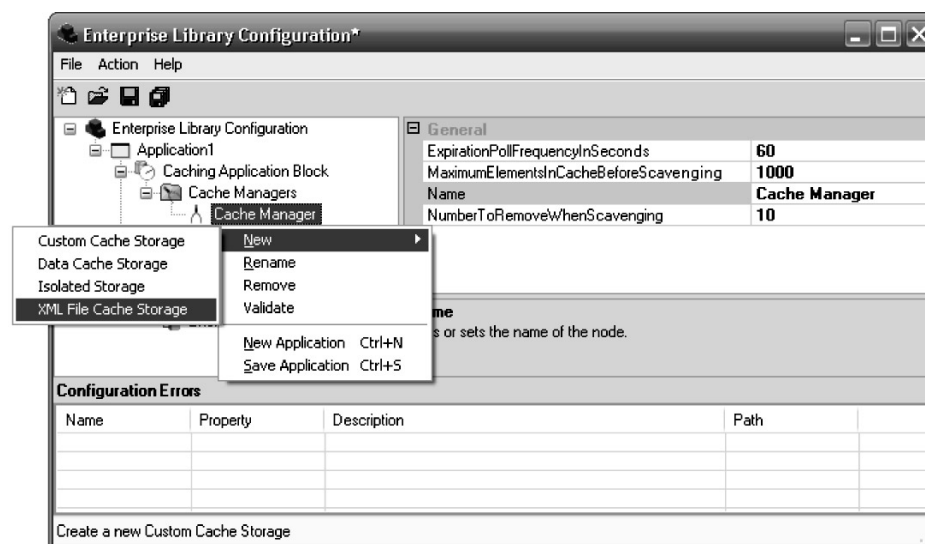 Enterprise Library Configuration*
File Action Help
Enterprise Library Configuration
Application1
Caching Application Block
Cache Managers
Cache Manager
General
ExpirationPollFrequencyInSeconds 60
MaximumElementsInCacheBeforeScavenging 1000
Name Cache Manager
NumberToRemoveWhenScavenging 10
Custom Cache Storage
Data Cache Storage
Isolated Storage
XML File Cache Storage
New
Rename
Remove
Validate
New Application Ctrl+N
Save Application Ctrl+S
me
s or sets the name of the node.
Configuration Errors
Name Property Description Path
Create a new Custom Cache Storage